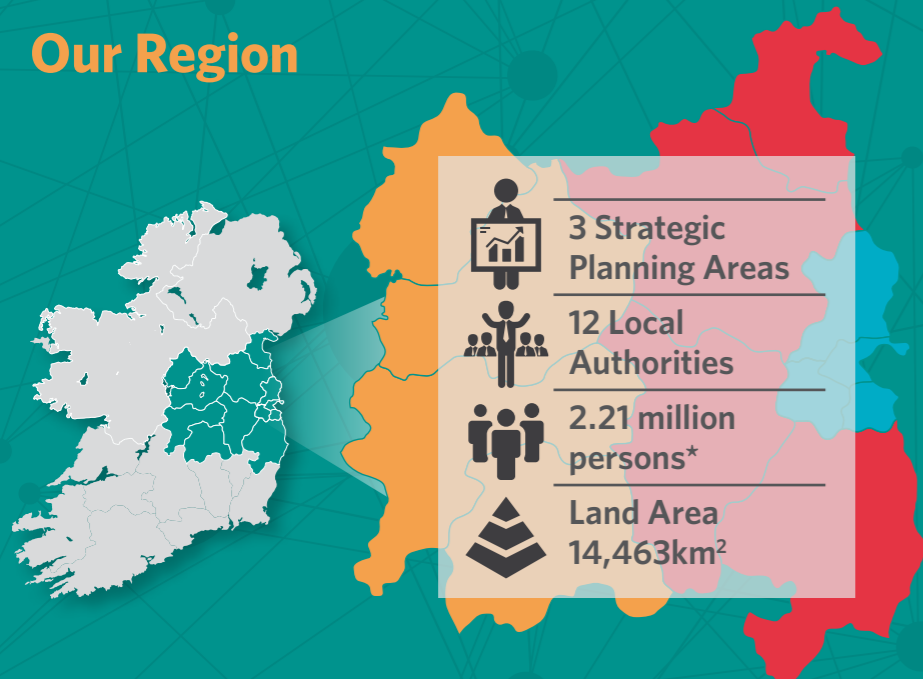 Our Region
3 Strategic
Planning Areas
12 Local
Authorities
2.21 million
persons*
Land Area
14,463km²